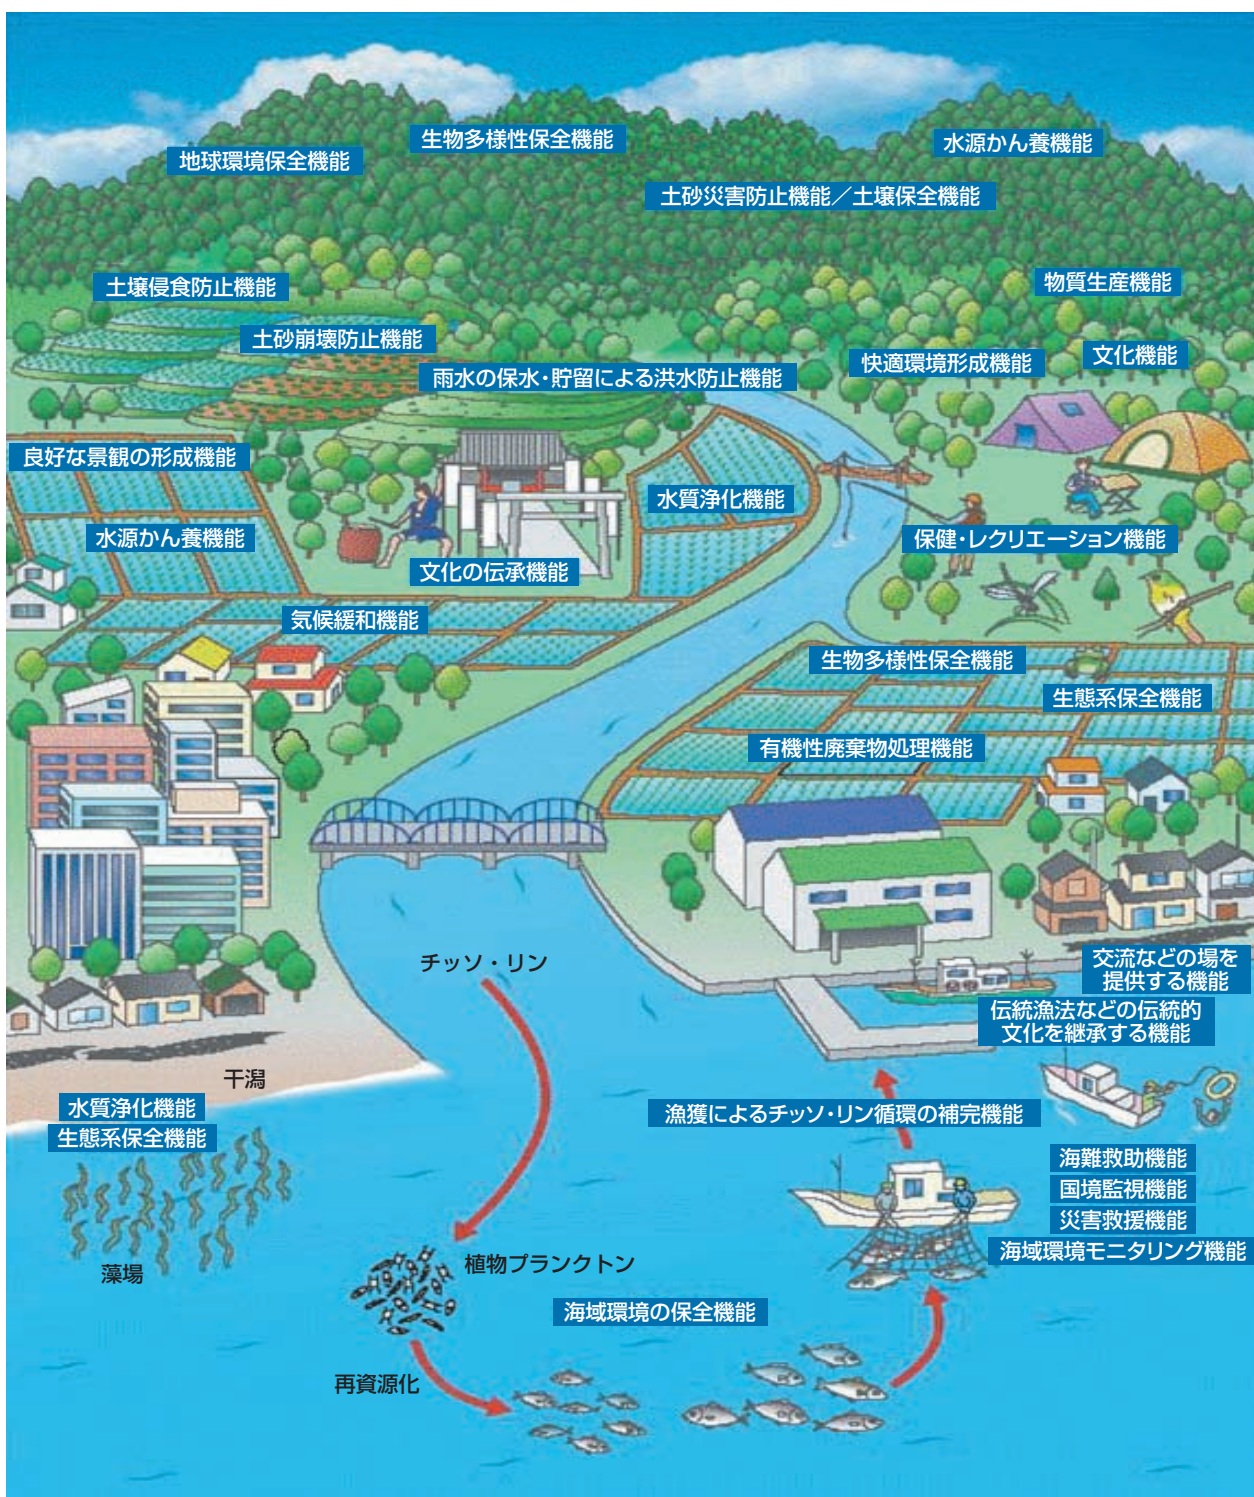 生物多様性保全機能
水源かん養機能
地球環境保全機能
土砂災害防止機能／土壌保全機能
土壌侵食防止機能
物質生産機能
土砂崩壊防止機能
文化機能
快適環境形成機能
雨水の保水・貯留による洪水防止機能
良好な景観の形成機能
水質浄化機能
水源かん養機能
保健・レクリエーション機能
文化の伝承機能
気候緩和機能
生物多様性保全機能
生態系保全機能
有機性廃棄物処理機能
チッソ・リン
交流などの場を
提供する機能
伝統漁法などの伝統的
文化を継承する機能
干潟
水質浄化機能
生態系保全機能
漁獲によるチッソ・リン循環の補完機能
海難救助機能
国境監視機能
災害救援機能
海域環境モニタリング機能
藻場
植物プランクトン
海域環境の保全機能
再資源化